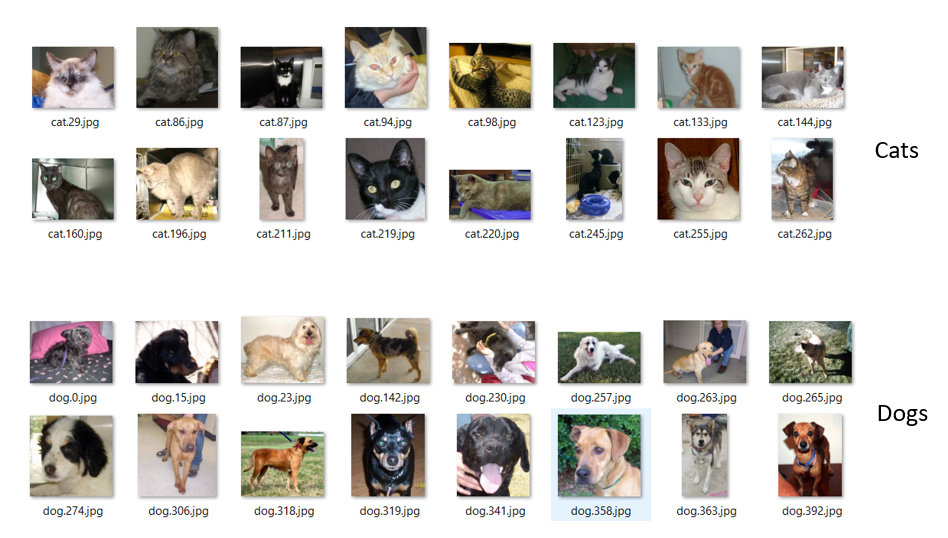 cat.29.jpg cat.86.jpg cat.87.jpg cat.94.jpg cat.98.jpg cat.123.jpg cat.133.jpg cat.144.jpg
Cats
cat.160.jpg cat.196.jpg cat.211.jpg cat.219.jpg cat.220.jpg cat.245.jpg cat.255.jpg cat.262.jpg
dog.0.jpg dog.15.jpg dog.23.jpg dog.142.jpg dog.230.jpg dog.257.jpg dog.263.jpg dog.265.jpg
Dogs
dog.274.jpg dog.306.jpg dog.318.jpg dog.319.jpg dog.341.jpg dog.358.jpg dog.363.jpg dog.392.jpg